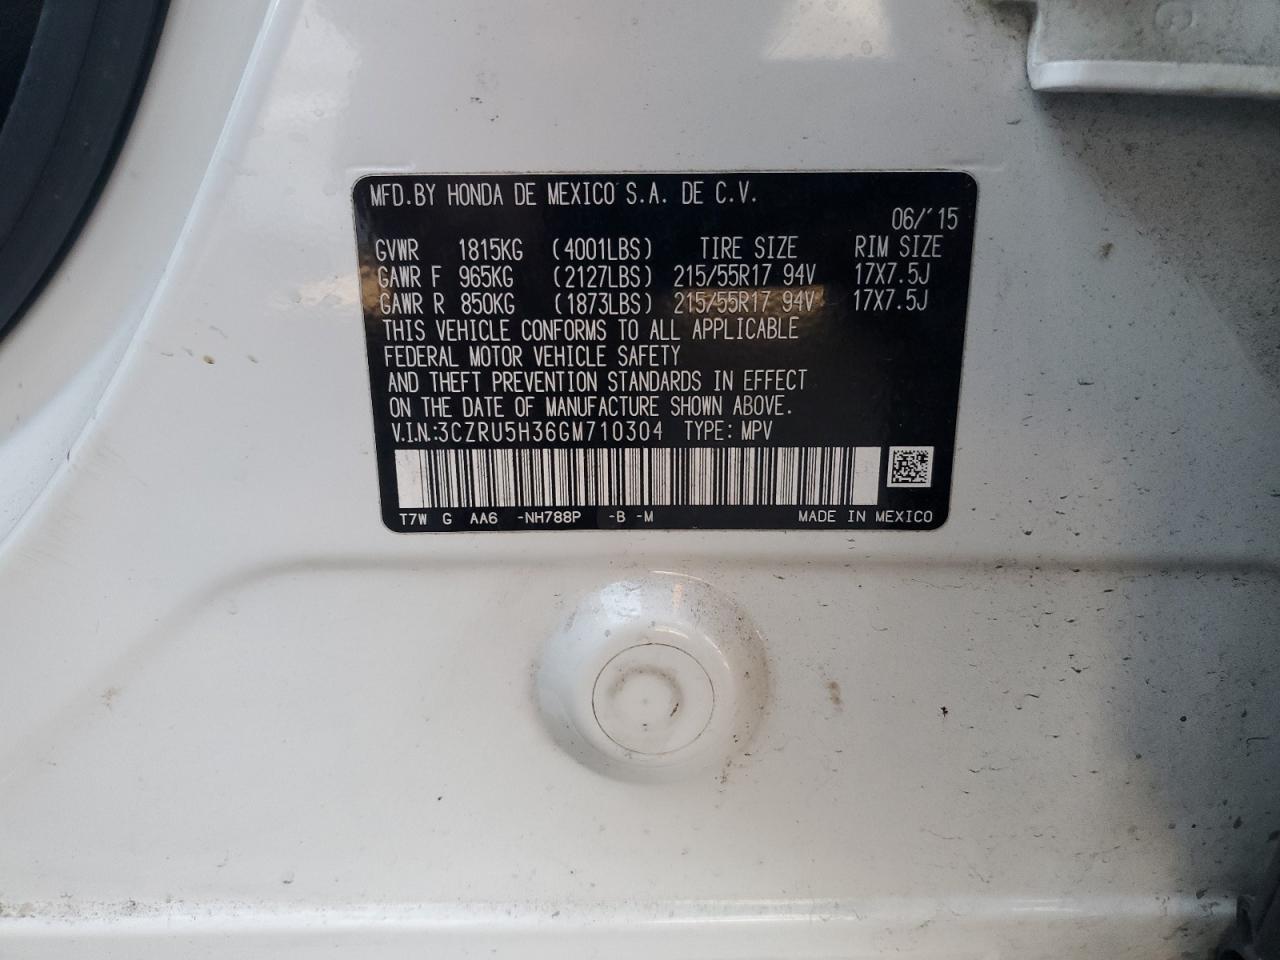 MFD.BY HONDA DE MEXICO S.A. DE C.V.
06/'15
GVWR 1815KG (4001LBS) TIRE SIZE RIM SIZE
GAWR F 965KG (2127LBS) 215/55R17 94V 17X7.5J
GAWR R 850KG (1873LBS) 215/55R17 94V 17X7.5J
THIS VEHICLE CONFORMS TO ALL APPLICABLE
FEDERAL MOTOR VEHICLE SAFETY
AND THEFT PREVENTION STANDARDS IN EFFECT
ON THE DATE OF MANUFACTURE SHOWN ABOVE.
V.I.N.:3CZRU5H36GM710304 TYPE: MPV
T7W G AA6 -NH788P -B -M MADE IN MEXICO